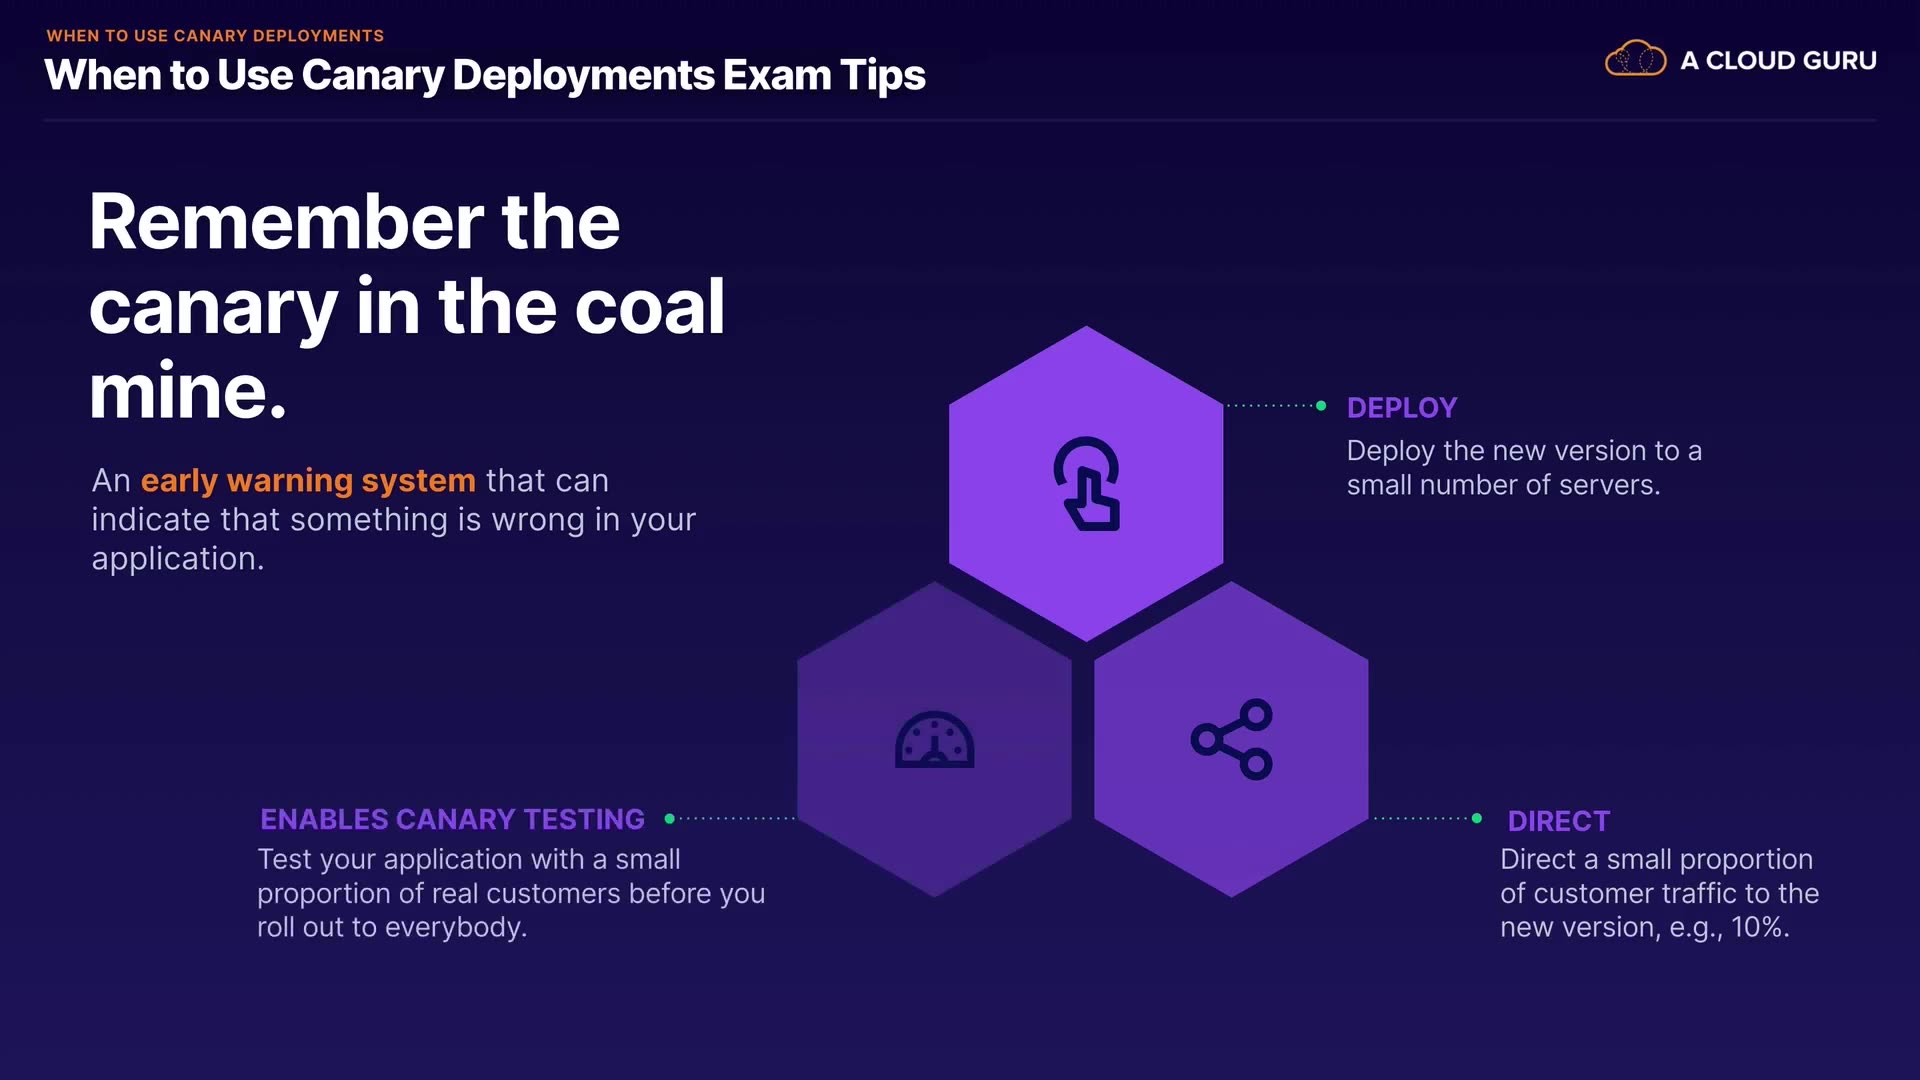 WHEN TO USE CANARY DEPLOYMENTS
When to Use Canary Deployments Exam Tips
A CLOUD GURU
Remember the
canary in the coal
mine.
An early warning system that can
indicate that something is wrong in your
application.
DEPLOY
Deploy the new version to a
small number of servers.
ENABLES CANARY TESTING
Test your application with a small
proportion of real customers before you
roll out to everybody.
DIRECT
Direct a small proportion
of customer traffic to the
new version, e.g., 10%.